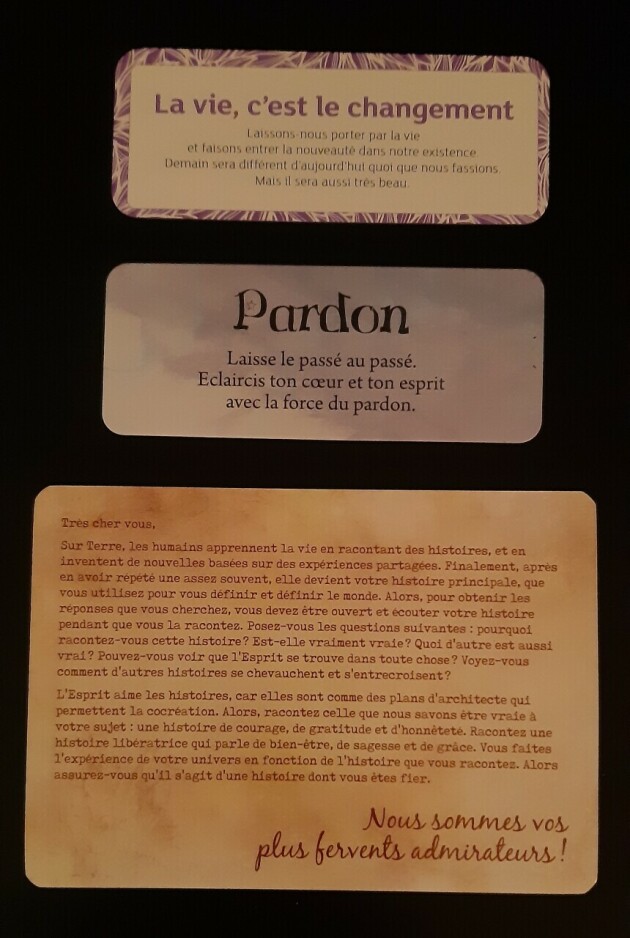 La vie, c'est le changement
Laissons-nous porter par la vie
et faisons entrer la nouveauté dans notre existence
Demain sera différent d'aujourd'hui quoi que nous fassions.
Mais il sera aussi très beau.
Pardon
Laisse le passé au passé.
Eclaircis ton cœur et ton esprit
avec la force du pardon.
Très cher vous,
Sur Terre, les humains apprennent la vie en racontant des histoires, et en
inventent de nouvelles basées sur des expériences partagées. Finalement, après
en avoir répété une assez souvent, elle devient votre histoire principale, que
vous utilisez pour vous définir et définir le monde. Alors, pour obtenir les
réponses que vous cherchez, vous devez être ouvert et écouter votre histoire
pendant que vous la racontez. Posez-vous les questions suivantes : pourquoi
racontez-vous cette histoire? Est-elle vraiment vraie? Quoi d'autre est aussi
vrai? Pouvez-vous voir que l'Esprit se trouve dans toute chose? Voyez-vous
comment d'autres histoires se chevauchent et s'entrecroisent?
L'Esprit aime les histoires, car elles sont comme des plans d'architecte qui
permettent la cocréation. Alors, racontez celle que nous savons être vraie à
votre sujet : une histoire de courage, de gratitude et d'honnêteté. Racontez une
histoire libératrice qui parle de bien-être, de sagesse et de grâce. Vous faites
l'expérience de votre univers en fonction de l'histoire que vous racontez. Alors
assurez-vous qu'il s'agit d'une histoire dont vous êtes fier.
Nous sommes vos
plus fervents admirateurs !